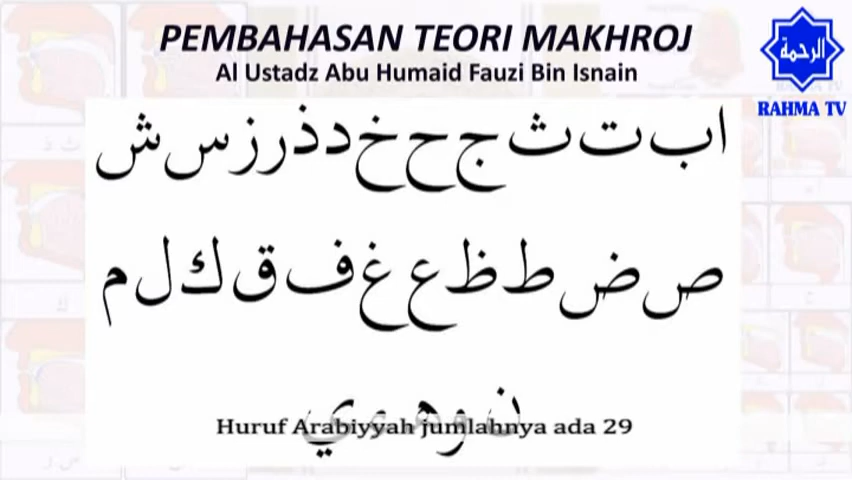 PEMBAHASAN TEORI MAKHROJ
Al Ustadz Abu Humaid Fauzi Bin Isnain
الرحمة
RAHMA TV
ا ب ت ث ج ح خ د ذ ر ز س ش
ص ض ط ظ ع غ ف ق ك ل م
ن و ه ء ي
Huruf Arabiyyah jumlahnya ada 29